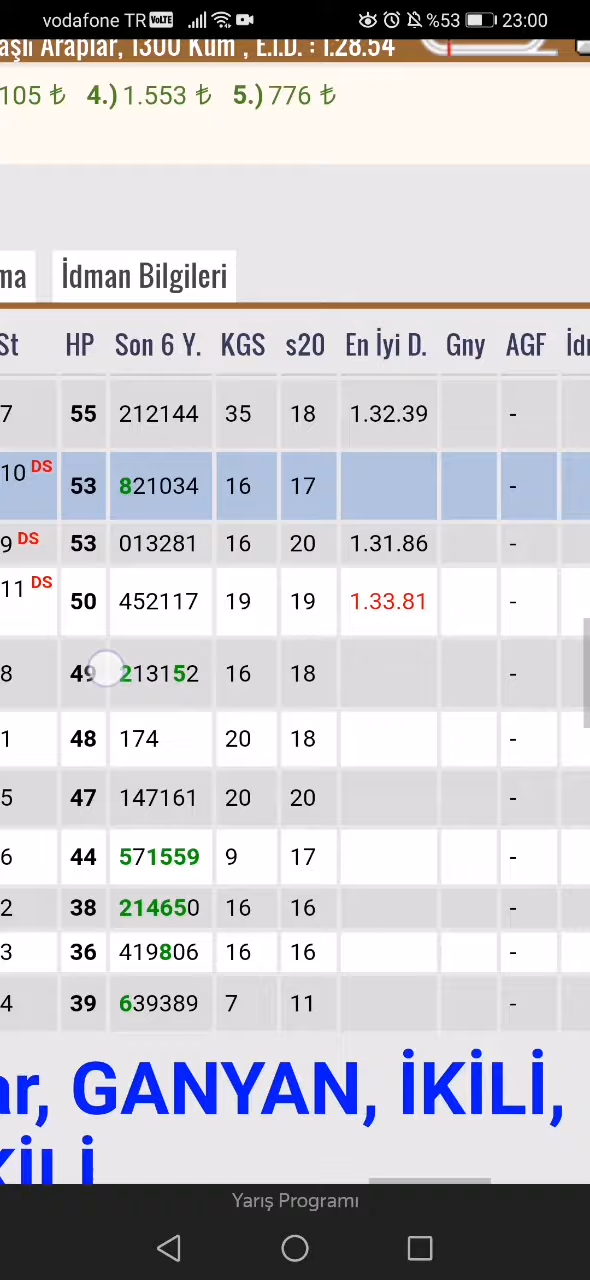 vodafone TR VoLTE %53 23:00
aşlı Araplar, 1300 Kum , E.İ.D. : 1.28.54
105 ₺ 4.) 1.553 ₺ 5.) 776 ₺
ma İdman Bilgileri
St HP Son 6 Y. KGS s20 En İyi D. Gny AGF İdı
7 55 212144 35 18 1.32.39 -
10 DS 53 821034 16 17 -
9 DS 53 013281 16 20 1.31.86 -
11 DS 50 452117 19 19 1.33.81 -
8 49 213152 16 18 -
1 48 174 20 18 -
5 47 147161 20 20 -
6 44 571559 9 17 -
2 38 214650 16 16 -
3 36 419806 16 16 -
4 39 639389 7 11 -
ar, GANYAN, İKİLİ,
KİLİ
Yarış Programı